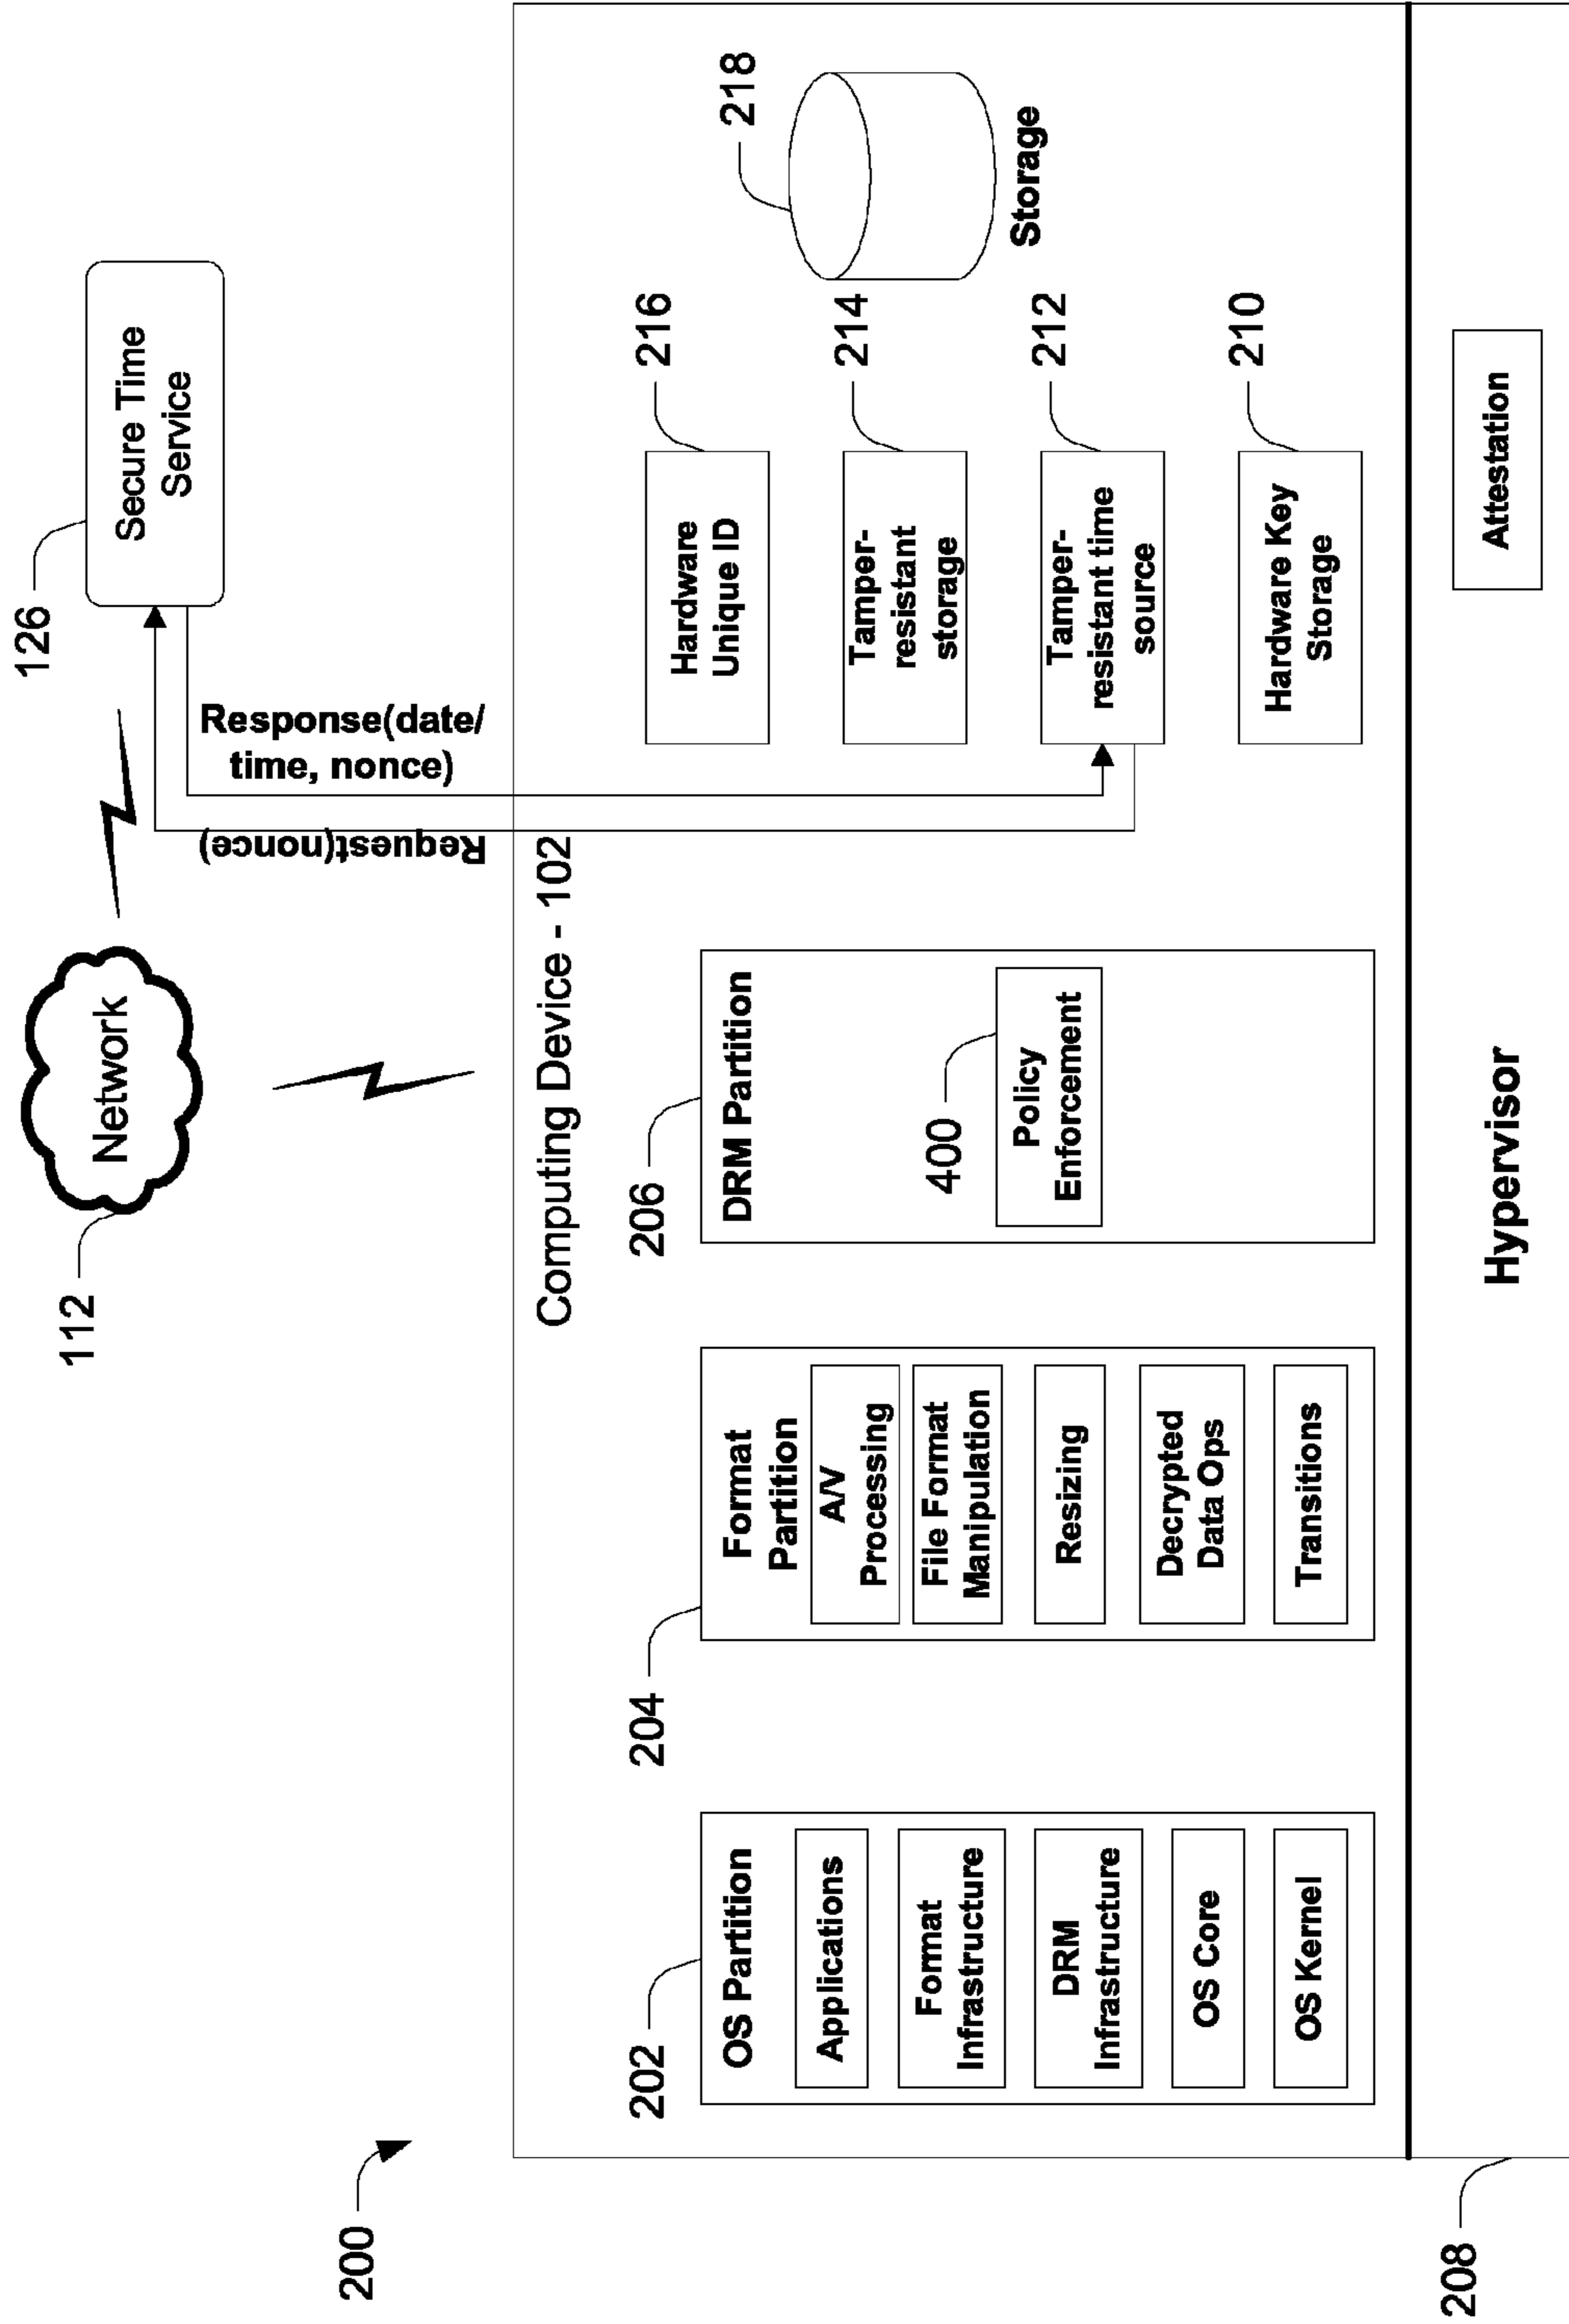 200
112
Network
126
Secure Time
Service
Response(date/
time, nonce)
Request(nonce)
Computing Device - 102
202
OS Partition
Applications
Format
Infrastructure
DRM
Infrastructure
OS Core
OS Kernel
204
Format
Partition
A/V
Processing
File Format
Manipulation
Resizing
Decrypted
Data Ops
Transitions
206
DRM Partition
400
Policy
Enforcement
216
Hardware
Unique ID
214
Tamper-
resistant
storage
212
Tamper-
resistant time
source
210
Hardware Key
Storage
218
Storage
208
Hypervisor
Attestation